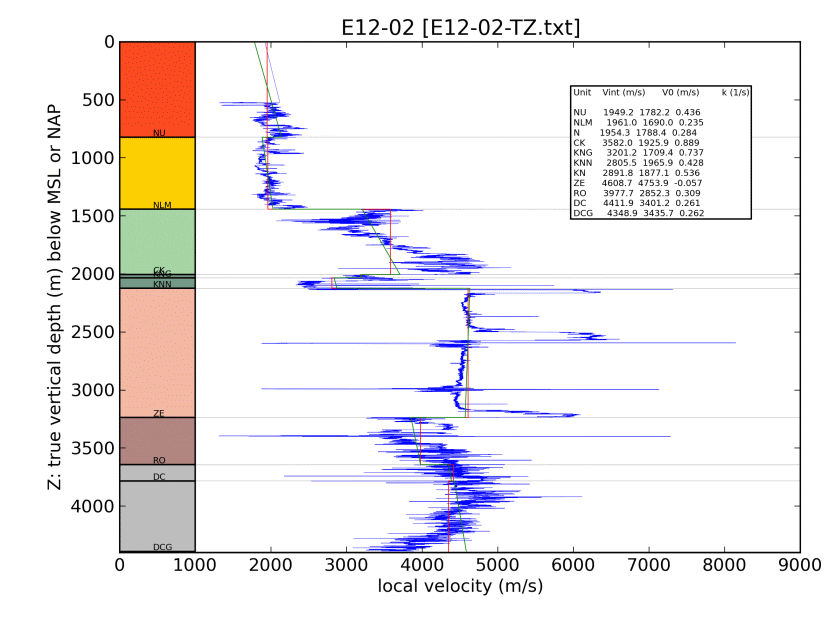 E12-02 [E12-02-TZ.txt]
Z: true vertical depth (m) below MSL or NAP
0
500
1000
1500
2000
2500
3000
3500
4000
NU
NLM
CK
KNG
KNN
ZE
RO
DC
DCG
Unit Vint (m/s) V0 (m/s) k (1/s)
NU 1949.2 1782.2 0.436
NLM 1961.0 1690.0 0.235
N 1954.3 1788.4 0.284
CK 3582.0 1925.9 0.889
KNG 3201.2 1709.4 0.737
KNN 2805.5 1965.9 0.428
KN 2891.8 1877.1 0.536
ZE 4608.7 4753.9 -0.057
RO 3977.7 2852.3 0.309
DC 4411.9 3401.2 0.261
DCG 4348.9 3435.7 0.262
0 1000 2000 3000 4000 5000 6000 7000 8000 9000
local velocity (m/s)